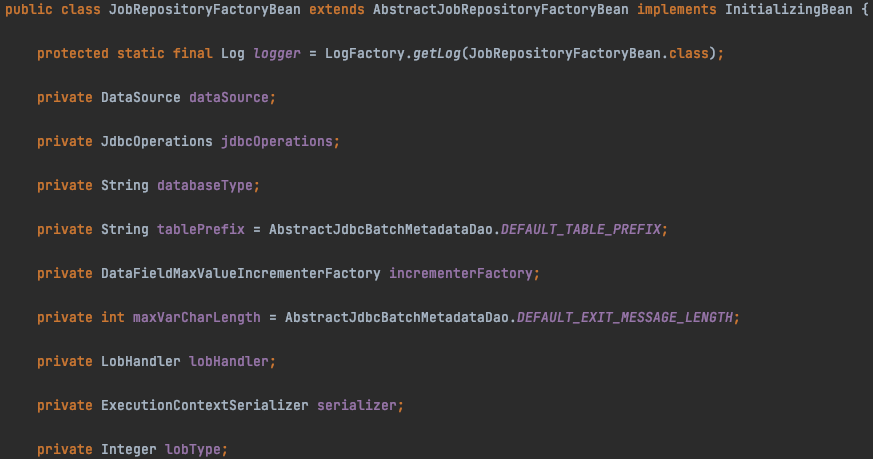 public class JobRepositoryFactoryBean extends AbstractJobRepositoryFactoryBean implements InitializingBean {
protected static final Log logger = LogFactory.getLog(JobRepositoryFactoryBean.class);
private DataSource dataSource;
private JdbcOperations jdbcOperations;
private String databaseType;
private String tablePrefix = AbstractJdbcBatchMetadataDao.DEFAULT_TABLE_PREFIX;
private DataFieldMaxValueIncrementerFactory incrementerFactory;
private int maxVarCharLength = AbstractJdbcBatchMetadataDao.DEFAULT_EXIT_MESSAGE_LENGTH;
private LobHandler lobHandler;
private ExecutionContextSerializer serializer;
private Integer lobType;